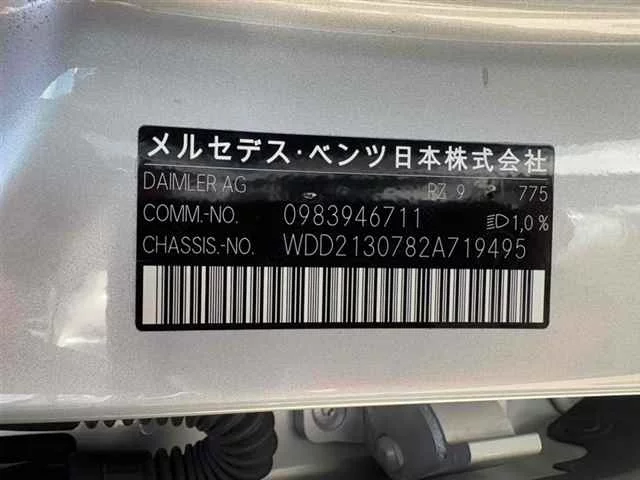 メルセデス・ベンツ日本株式会社
DAIMLER AG RZ 9 2 775
COMM.-NO. 0983946711 1,0%
CHASSIS.-NO. WDD2130782A719495